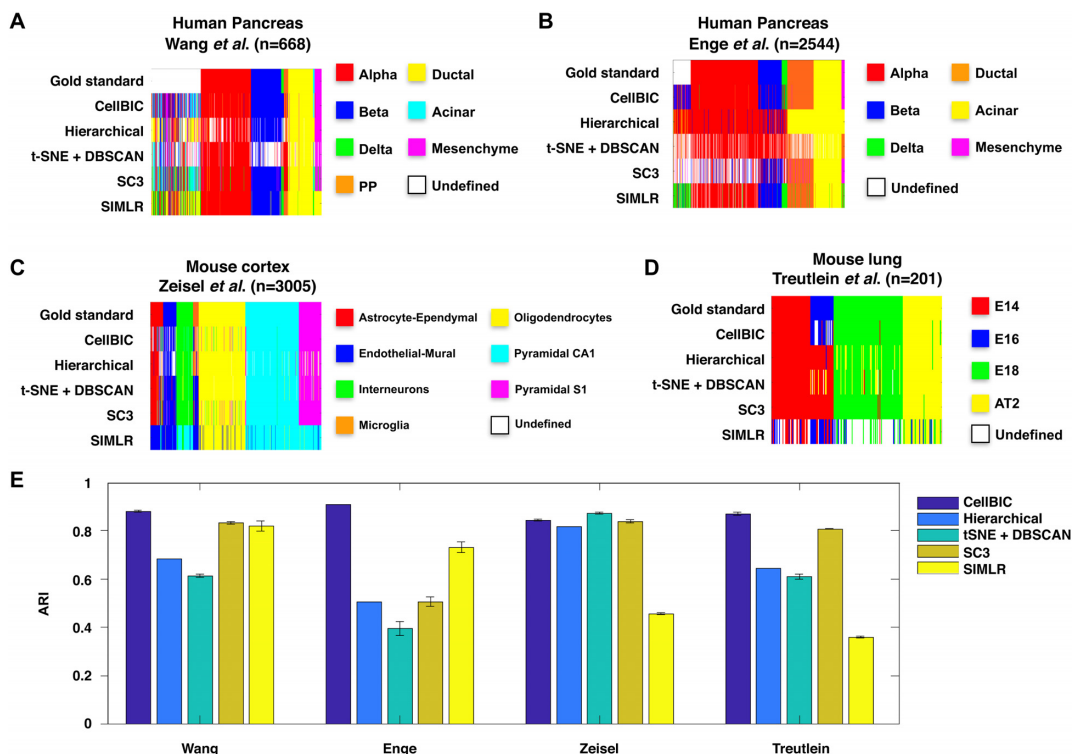 A
Human Pancreas
Wang et al. (n=668)
Gold standard
CellBIC
Hierarchical
t-SNE + DBSCAN
SC3
SIMLR
Alpha
Ductal
Beta
Acinar
Delta
Mesenchyme
PP
Undefined
B
Human Pancreas
Enge et al. (n=2544)
Gold standard
CellBIC
Hierarchical
t-SNE + DBSCAN
SC3
SIMLR
Alpha
Ductal
Beta
Acinar
Delta
Mesenchyme
Undefined
C
Mouse cortex
Zeisel et al. (n=3005)
Gold standard
CellBIC
Hierarchical
t-SNE + DBSCAN
SC3
SIMLR
Astrocyte-Ependymal
Oligodendrocytes
Endothelial-Mural
Pyramidal CA1
Interneurons
Pyramidal S1
Microglia
Undefined
D
Mouse lung
Treutlein et al. (n=201)
Gold standard
CellBIC
Hierarchical
t-SNE + DBSCAN
SC3
SIMLR
E14
E16
E18
AT2
Undefined
E
ARI
1
0.8
0.6
0.4
0.2
0
Wang
Enge
Zeisel
Treutlein
CellBIC
Hierarchical
tSNE + DBSCAN
SC3
SIMLR